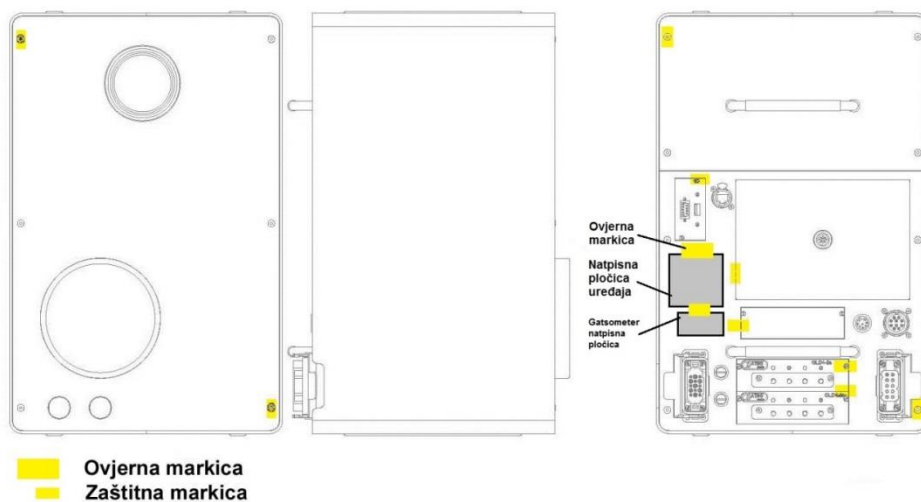 Ovjerna
markica
Natpisna
pločica
uređaja
Gatsometer
natpisna
pločica
Ovjerna markica
Zaštitna markica